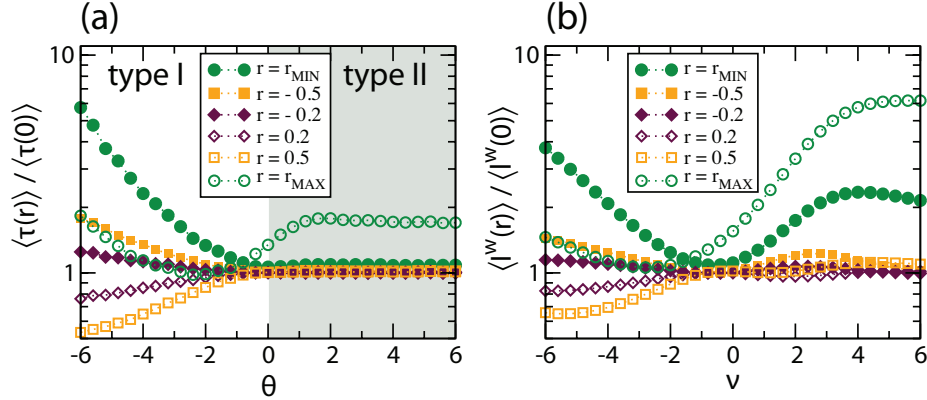 (a)
10
1
⟨τ(r)⟩ / ⟨τ(0)⟩
type I
type II
r = r_MIN
r = - 0.5
r = - 0.2
r = 0.2
r = 0.5
r = r_MAX
-6 -4 -2 0 2 4 6
θ
(b)
10
1
⟨l^w(r)⟩ / ⟨l^w(0)⟩
r = r_MIN
r = -0.5
r = -0.2
r = 0.2
r = 0.5
r = r_MAX
-6 -4 -2 0 2 4 6
ν